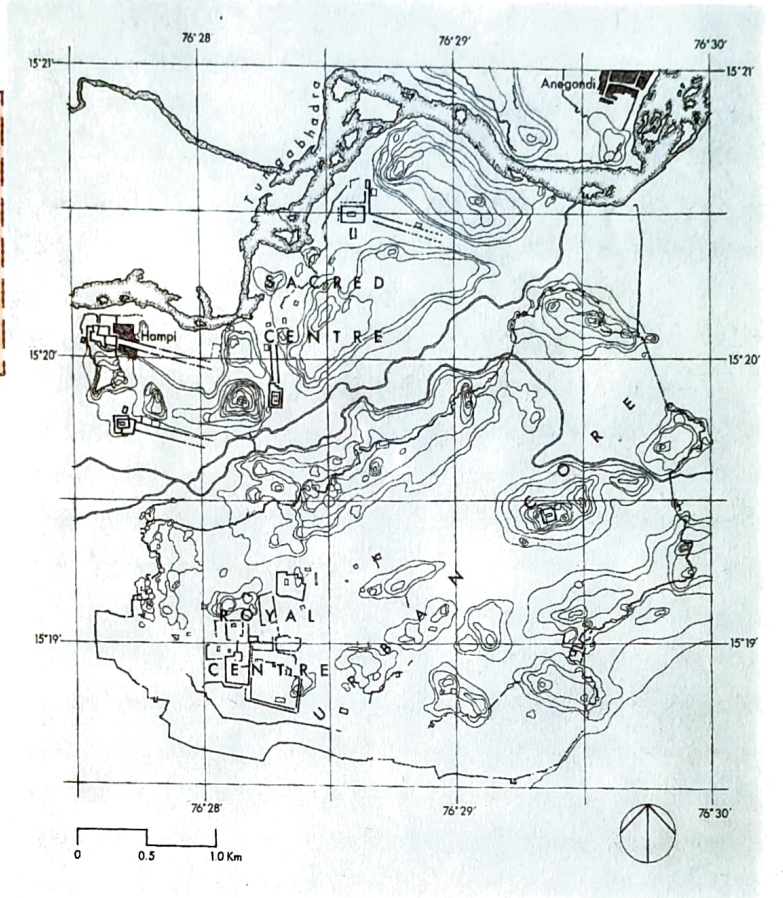 76°28
76°29'
76°30'
15°21
15°21'
Anegondi
Tungabhadra
SACRED
CENTRE
Hampi
15°20'
15°20'
URBAN CORE
ROYAL
CENTRE
15°19'
15°19'
76°28
76°29'
76°30'
0 0.5 1.0 Km